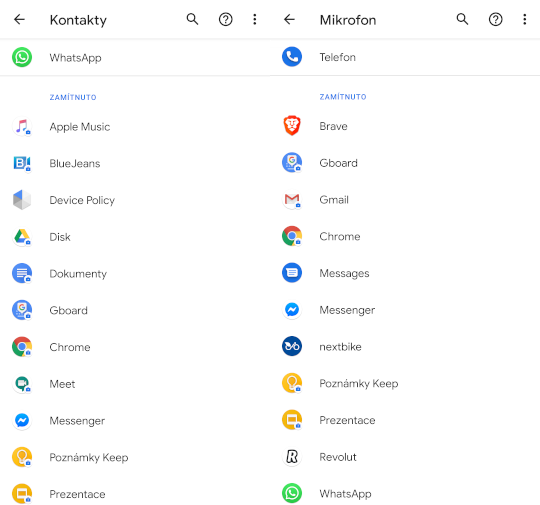 Kontakty
WhatsApp
ZAMÍTNUTO
Apple Music
BlueJeans
Device Policy
Disk
Dokumenty
Gboard
Chrome
Meet
Messenger
Poznámky Keep
Prezentace
Mikrofon
Telefon
ZAMÍTNUTO
Brave
Gboard
Gmail
Chrome
Messages
Messenger
nextbike
Poznámky Keep
Prezentace
Revolut
WhatsApp